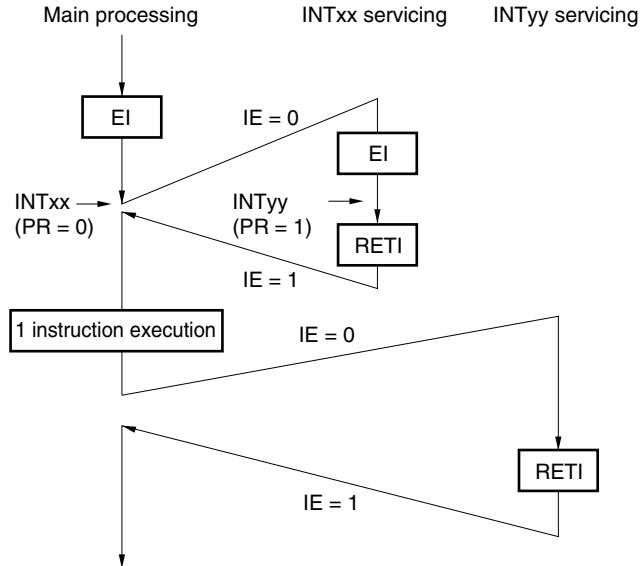 Main processing
INTxx servicing
INTyy servicing
EI
IE = 0
EI
INTxx
(PR = 0)
INTyy
(PR = 1)
RETI
IE = 1
1 instruction execution
IE = 0
RETI
IE = 1